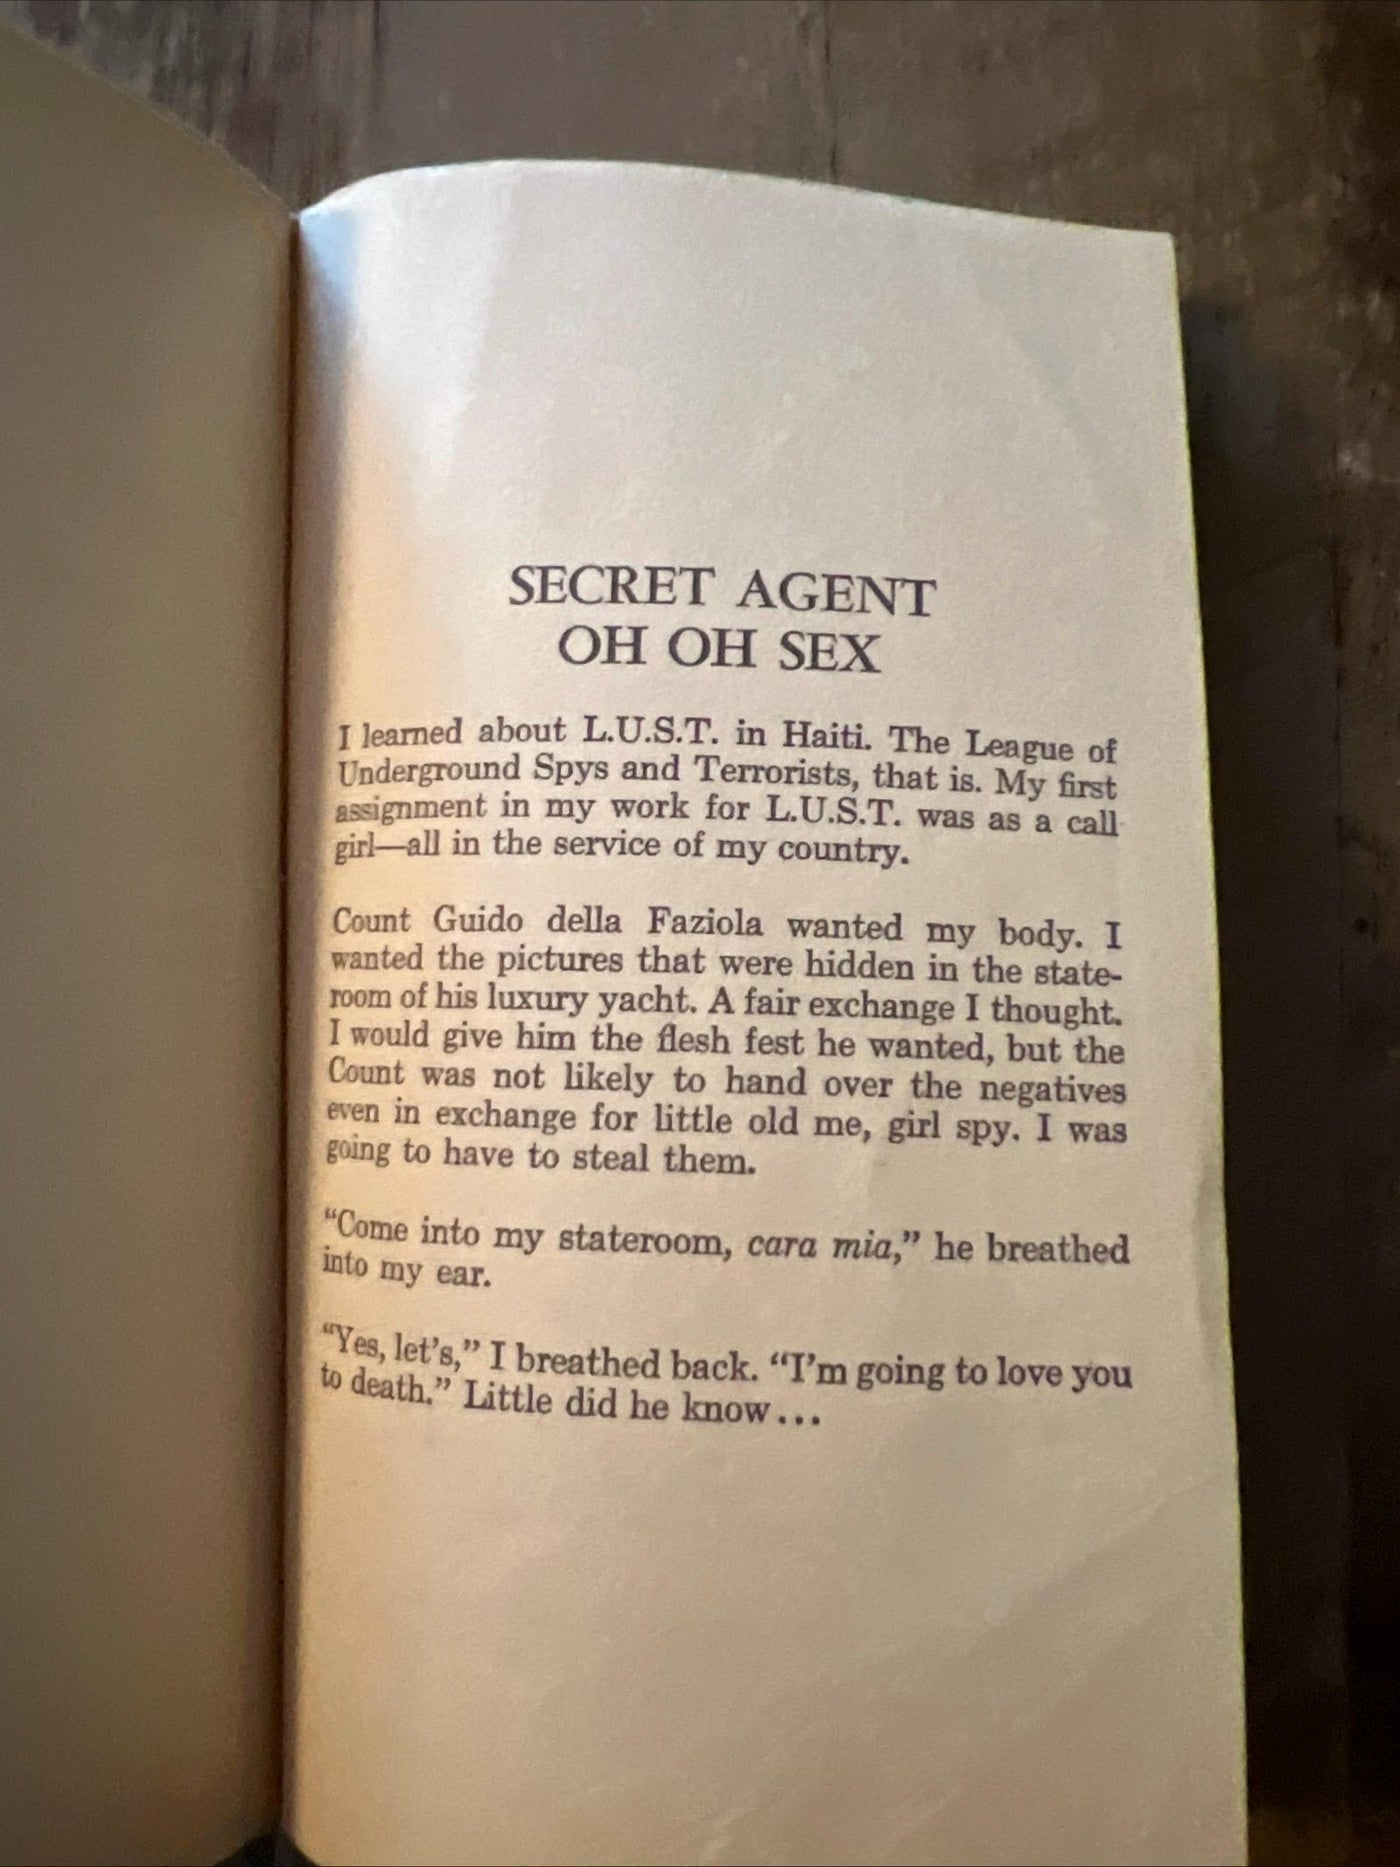 SECRET AGENT
OH OH SEX
I learned about L.U.S.T. in Haiti. The League of
Underground Spys and Terrorists, that is. My first
assignment in my work for L.U.S.T. was as a call
girl—all in the service of my country.
Count Guido della Faziola wanted my body. I
wanted the pictures that were hidden in the state-
room of his luxury yacht. A fair exchange I thought.
I would give him the flesh fest he wanted, but the
Count was not likely to hand over the negatives
even in exchange for little old me, girl spy. I was
going to have to steal them.
“Come into my stateroom, cara mia,” he breathed
into my ear.
“Yes, let’s,” I breathed back. “I’m going to love you
to death.” Little did he know...